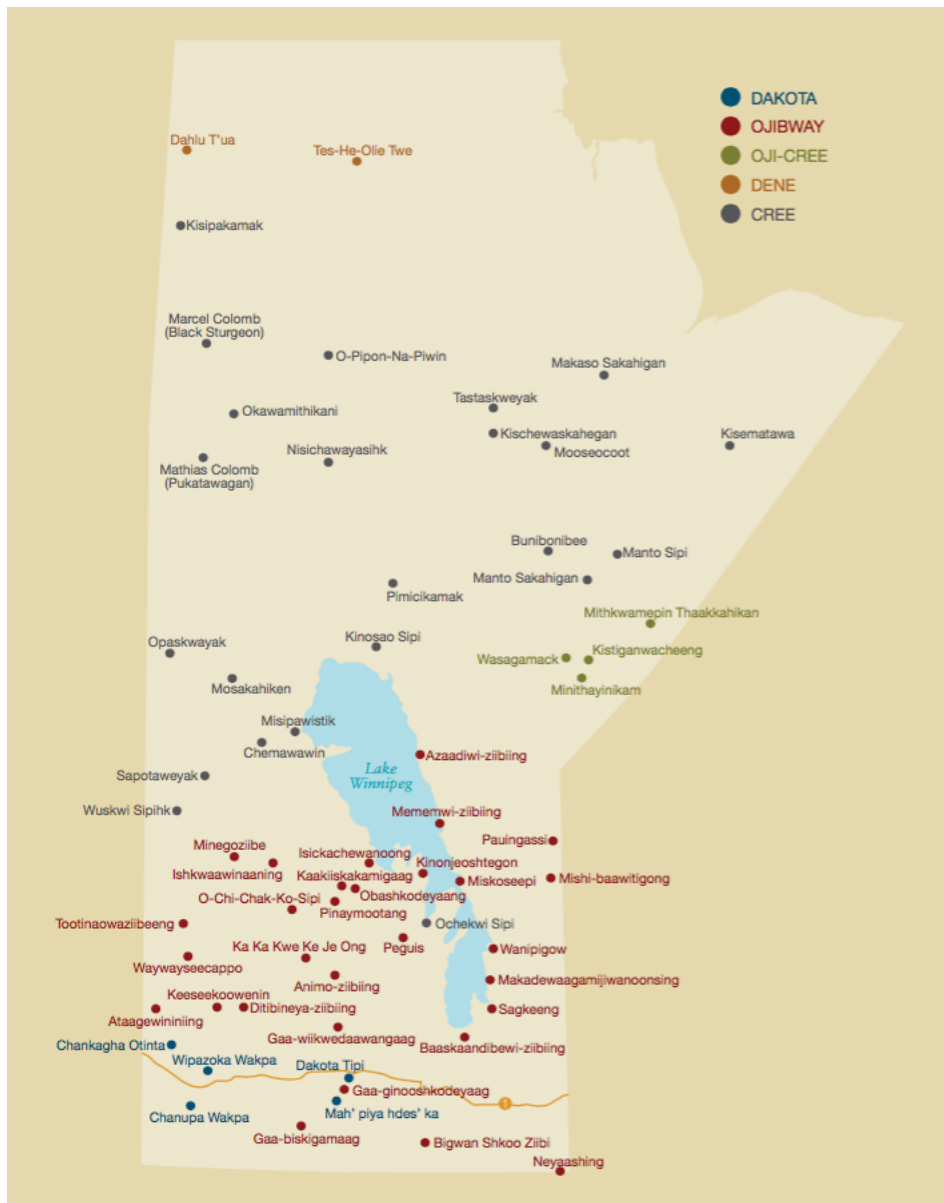 DAKOTA
OJIBWAY
OJI-CREE
DENE
CREE
Dahlu T'ua
Tes-He-Olie Twe
Kisipakamak
Marcel Colomb
(Black Sturgeon)
O-Pipon-Na-Piwin
Makaso Sakahigan
Okawamithikani
Tastaskweyak
Kischewaskahegan
Mooseocoot
Kisematawa
Nisichawayasihk
Mathias Colomb
(Pukatawagan)
Bunibonibee
Manto Sipi
Manto Sakahigan
Pimicikamak
Mithkwamepin Thaakkahikan
Kinosao Sipi
Opaskwayak
Wasagamack
Kistiganwacheeng
Mosakahiken
Minithayinikam
Misipawistik
Chemawawin
Azaadiwi-ziibiing
Lake
Winnipeg
Sapotaweyak
Wuskwi Sipihk
Mememwi-ziibiing
Pauingassi
Minegoziibe
Isickachewanoong
Kinonjeoshtegon
Ishkwaawinaaning
Kaakiiskakamigaag
Miskoseepi
Mishi-baawitigong
O-Chi-Chak-Ko-Sipi
Obashkodeyaang
Pinaymootang
Tootinaowaziibeeng
Ochekwi Sipi
Ka Ka Kwe Ke Je Ong
Peguis
Wanipigow
Waywayseecappo
Animo-ziibiing
Makadewaagamijiwanoonsing
Keeseekoowenin
Ditibineya-ziibiing
Sagkeeng
Ataagewininiing
Gaa-wiikwedaawangaag
Baaskaandibewi-ziibiing
Chankagha Otinta
Wipazoka Wakpa
Dakota Tipi
Gaa-ginooshkodeyaag
1
Chanupa Wakpa
Mah' piya hdes' ka
Gaa-biskigamaag
Bigwan Shkoo Ziibi
Neyaashing